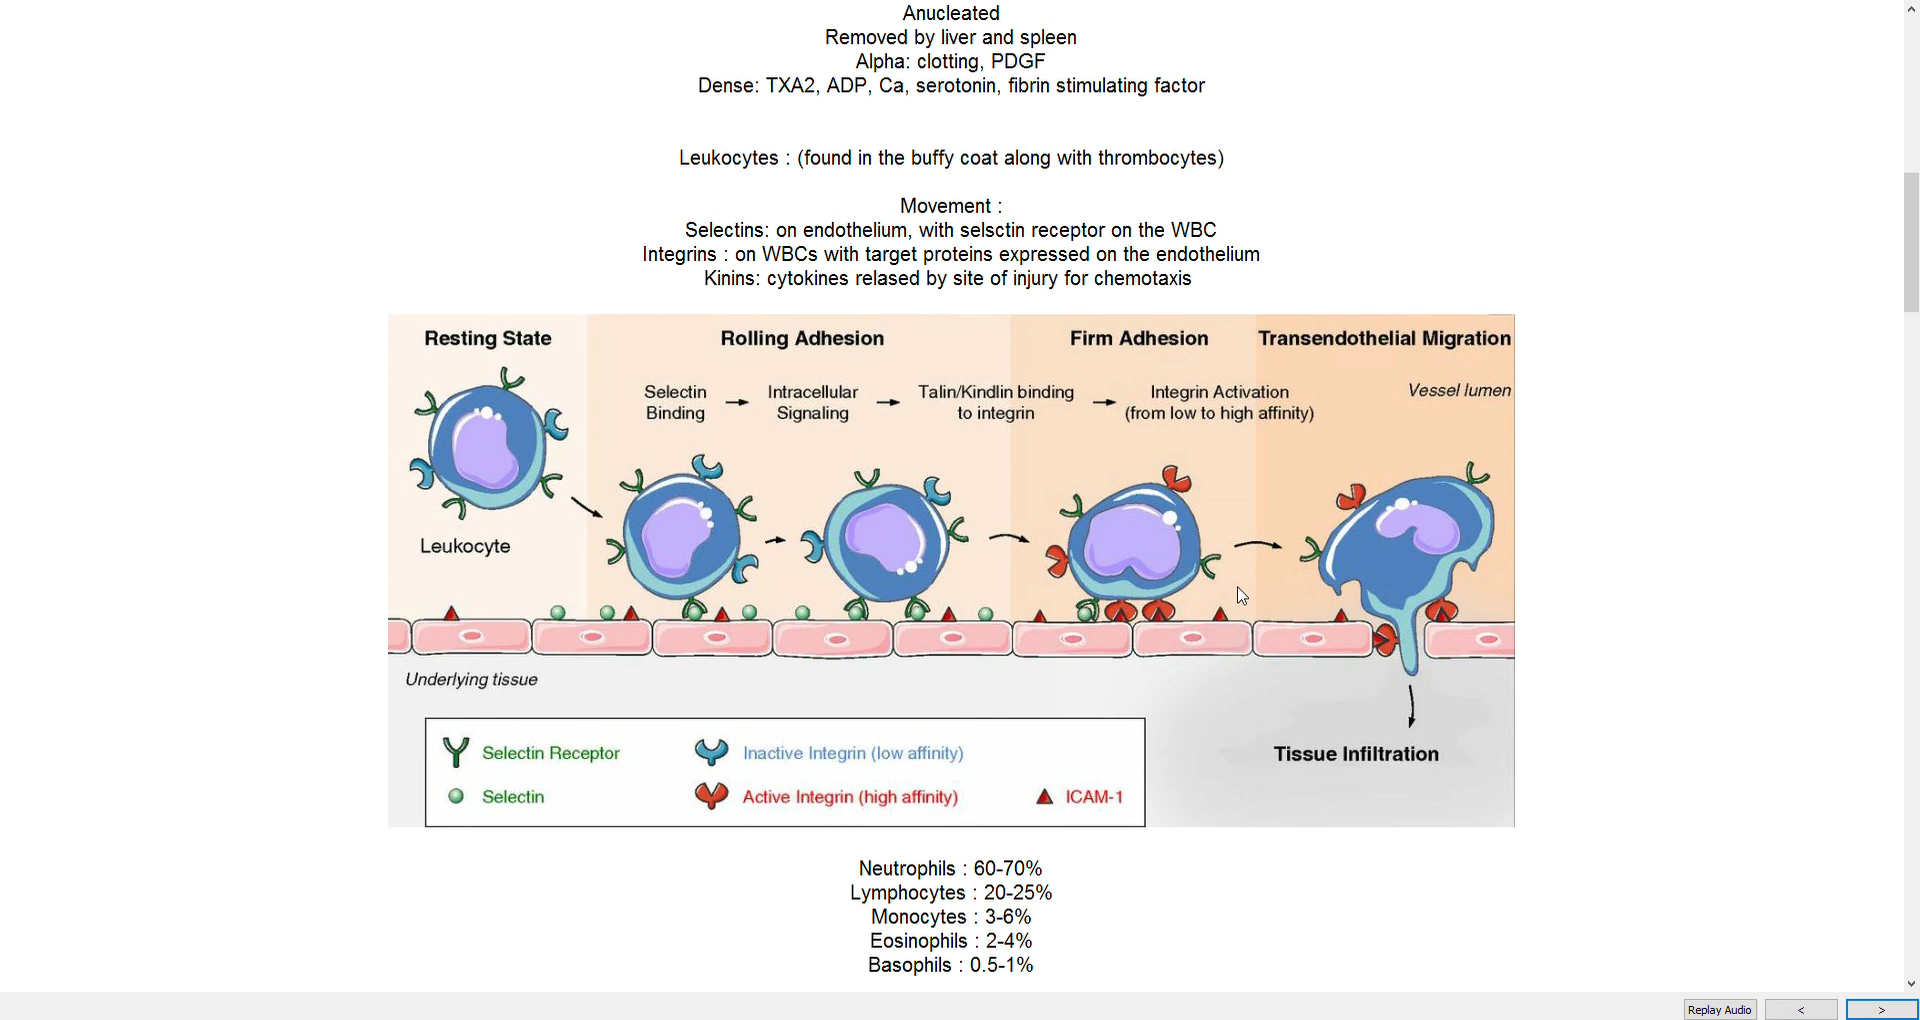 Anucleated
Removed by liver and spleen
Alpha: clotting, PDGF
Dense: TXA2, ADP, Ca, serotonin, fibrin stimulating factor
Leukocytes : (found in the buffy coat along with thrombocytes)
Movement :
Selectins: on endothelium, with selsctin receptor on the WBC
Integrins : on WBCs with target proteins expressed on the endothelium
Kinins: cytokines relased by site of injury for chemotaxis
Resting State
Rolling Adhesion
Firm Adhesion
Transendothelial Migration
Selectin
Binding
Intracellular
Signaling
Talin/Kindlin binding
to integrin
Integrin Activation
(from low to high affinity)
Vessel lumen
Leukocyte
Underlying tissue
Selectin Receptor
Inactive Integrin (low affinity)
Selectin
Active Integrin (high affinity)
ICAM-1
Tissue Infiltration
Neutrophils : 60-70%
Lymphocytes : 20-25%
Monocytes : 3-6%
Eosinophils : 2-4%
Basophils : 0.5-1%
Replay Audio
<
>